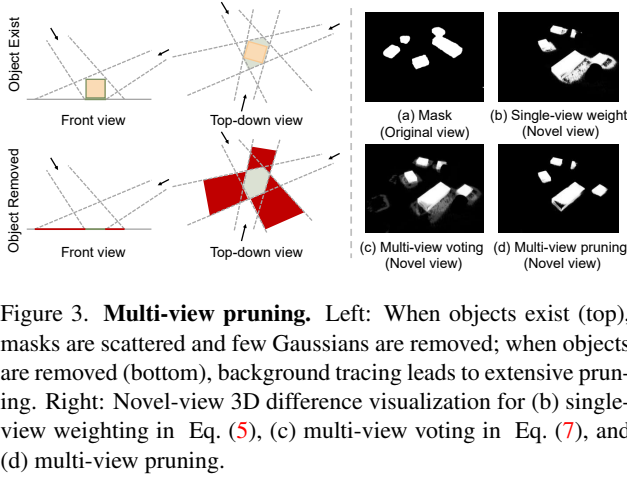 Object Exist
Front view
Top-down view
Object Removed
Front view
Top-down view
(a) Mask
(Original view)
(b) Single-view weight
(Novel view)
(c) Multi-view voting
(Novel view)
(d) Multi-view pruning
(Novel view)
Figure 3. Multi-view pruning. Left: When objects exist (top),
masks are scattered and few Gaussians are removed; when objects
are removed (bottom), background tracing leads to extensive prun-
ing. Right: Novel-view 3D difference visualization for (b) single-
view weighting in Eq. (5), (c) multi-view voting in Eq. (7), and
(d) multi-view pruning.